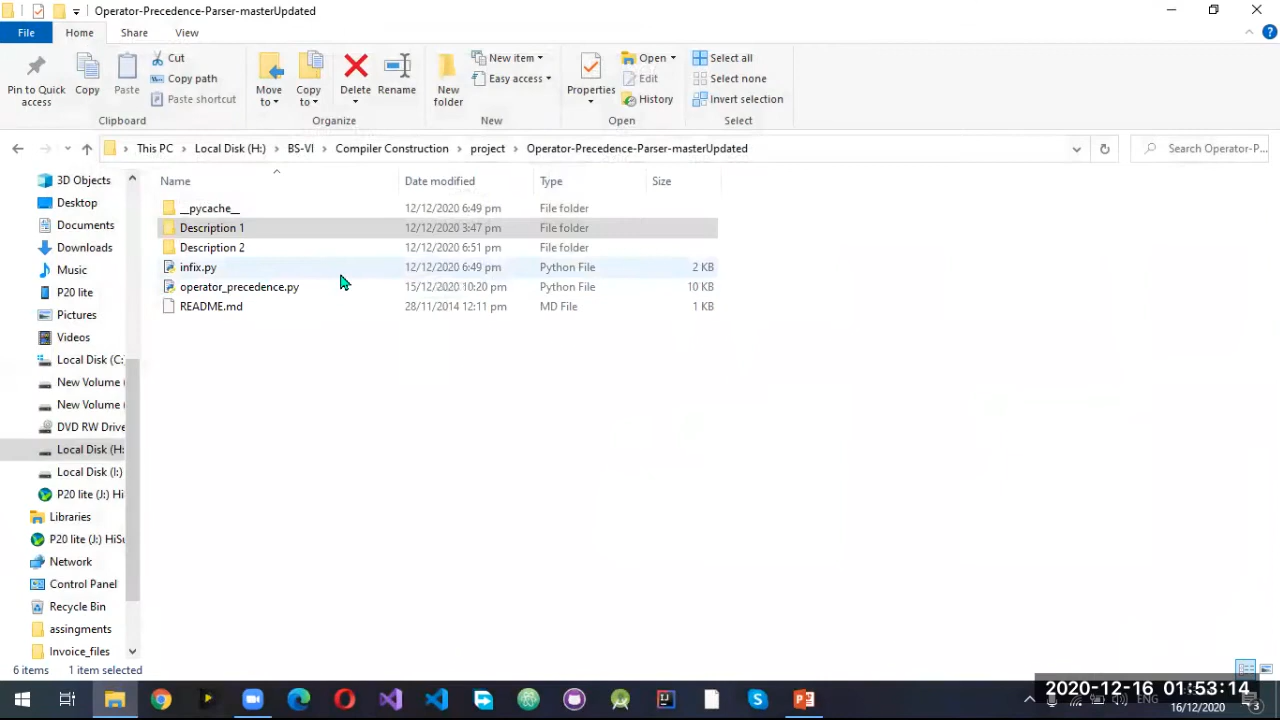 Operator-Precedence-Parser-masterUpdated
File Home Share View
Pin to Quick access
Copy
Paste
Cut
Copy path
Paste shortcut
Clipboard
Move to
Copy to
Delete
Rename
Organize
New folder
New item
Easy access
New
Properties
Open
Edit
History
Open
Select all
Select none
Invert selection
Select
This PC > Local Disk (H:) > BS-VI > Compiler Construction > project > Operator-Precedence-Parser-masterUpdated
Search Operator-P...
Name Date modified Type Size
__pycache__ 12/12/2020 6:49 pm File folder
Description 1 12/12/2020 3:47 pm File folder
Description 2 12/12/2020 6:51 pm File folder
infix.py 12/12/2020 6:49 pm Python File 2 KB
operator_precedence.py 15/12/2020 10:20 pm Python File 10 KB
README.md 28/11/2014 12:11 pm MD File 1 KB
3D Objects
Desktop
Documents
Downloads
Music
P20 lite
Pictures
Videos
Local Disk (C:
New Volume (
New Volume (
DVD RW Drive
Local Disk (H:
Local Disk (I:)
P20 lite (J:) Hi
Libraries
P20 lite (J:) HiSu
Network
Control Panel
Recycle Bin
assingments
Invoice_files
6 items 1 item selected
2020-12-16 01:53:14
ENG
16/12/2020
3